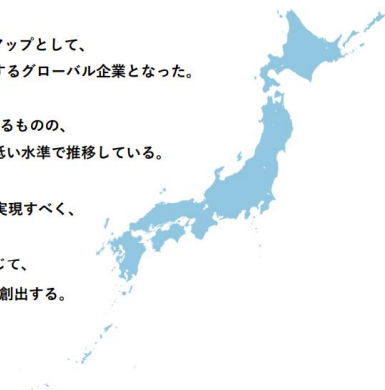 アップとして、
するグローバル企業となった。
るものの、
低い水準で推移している。
実現すべく、
じて、
創出する。